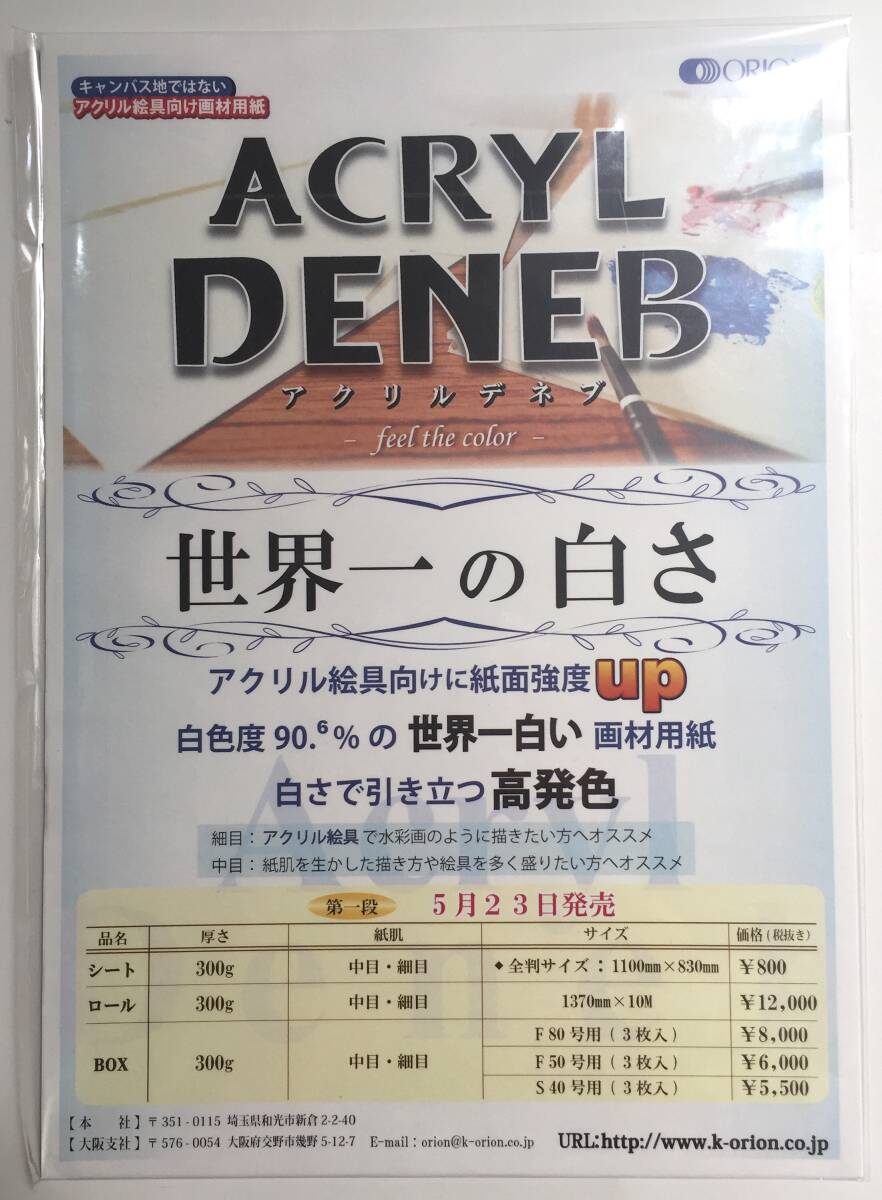 キャンバス地ではない
アクリル絵具向け画材用紙
ORION
ACRYL
DENEB
アクリルデネブ
- feel the color -
世界一の白さ
アクリル絵具向けに紙面強度up
白色度90.6%の 世界一白い 画材用紙
白さで引き立つ 高発色
細目：アクリル絵具で水彩画のように描きたい方へオススメ
中目：紙肌を生かした描き方や絵具を多く盛りたい方へオススメ
第一段 5月23日発売
品名 厚さ 紙肌 サイズ 価格(税抜き)
シート 300g 中目・細目 ◆全判サイズ：1100mm×830mm ￥800
ロール 300g 中目・細目 1370mm×10M ￥12,000
BOX 300g 中目・細目 F80号用(3枚入) ￥8,000
F50号用(3枚入) ￥6,000
S40号用(3枚入) ￥5,500
【本 社】〒351-0115 埼玉県和光市新倉2-2-40
【大阪支社】〒576-0054 大阪府交野市幾野5-12-7 E-mail：orion@k-orion.co.jp URL:http://www.k-orion.co.jp